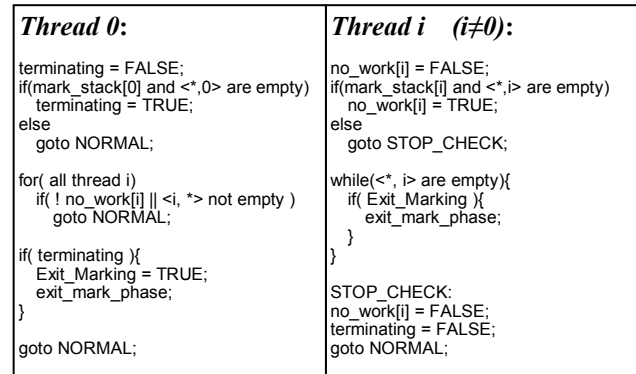 Thread 0:
terminating = FALSE;
if(mark_stack[0] and <*,0> are empty)
terminating = TRUE;
else
goto NORMAL;
for( all thread i)
if( ! no_work[i] || <i, *> not empty )
goto NORMAL;
if( terminating ){
Exit_Marking = TRUE;
exit_mark_phase;
}
goto NORMAL;
Thread i (i≠0):
no_work[i] = FALSE;
if(mark_stack[i] and <*,i> are empty)
no_work[i] = TRUE;
else
goto STOP_CHECK;
while(<*, i> are empty){
if( Exit_Marking ){
exit_mark_phase;
}
}
STOP_CHECK:
no_work[i] = FALSE;
terminating = FALSE;
goto NORMAL;